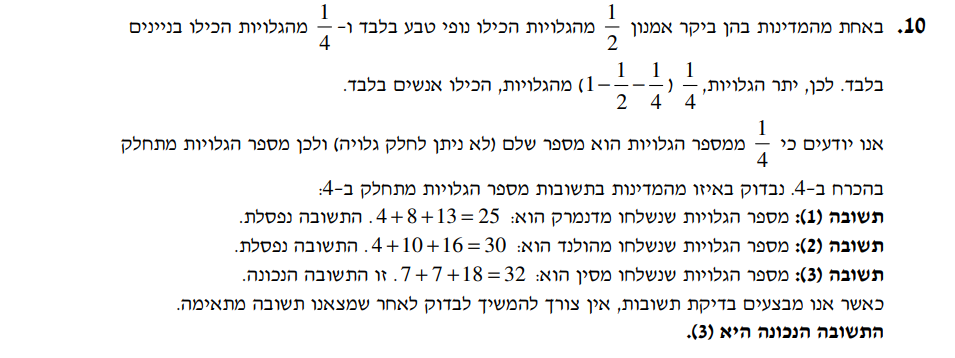 10. באחת מהמדינות בהן ביקר אמנון 1/2 מהגלויות הכילו נופי טבע בלבד ו- 1/4 מהגלויות הכילו בניינים
בלבד. לכן, יתר הגלויות, 1/4 (1 − 1/2 − 1/4) מהגלויות, הכילו אנשים בלבד.
אנו יודעים כי 1/4 ממספר הגלויות הוא מספר שלם (לא ניתן לחלק גלויה) ולכן מספר הגלויות מתחלק
בהכרח ב-4. נבדוק באיזו מהמדינות בתשובות מספר הגלויות מתחלק ב-4:
תשובה (1): מספר הגלויות שנשלחו מדנמרק הוא: 4+8+13=25. התשובה נפסלת.
תשובה (2): מספר הגלויות שנשלחו מהולנד הוא: 4+10+16=30. התשובה נפסלת.
תשובה (3): מספר הגלויות שנשלחו מסין הוא: 7+7+18=32. זו התשובה הנכונה.
כאשר אנו מבצעים בדיקת תשובות, אין צורך להמשיך לבדוק לאחר שמצאנו תשובה מתאימה.
התשובה הנכונה היא (3).